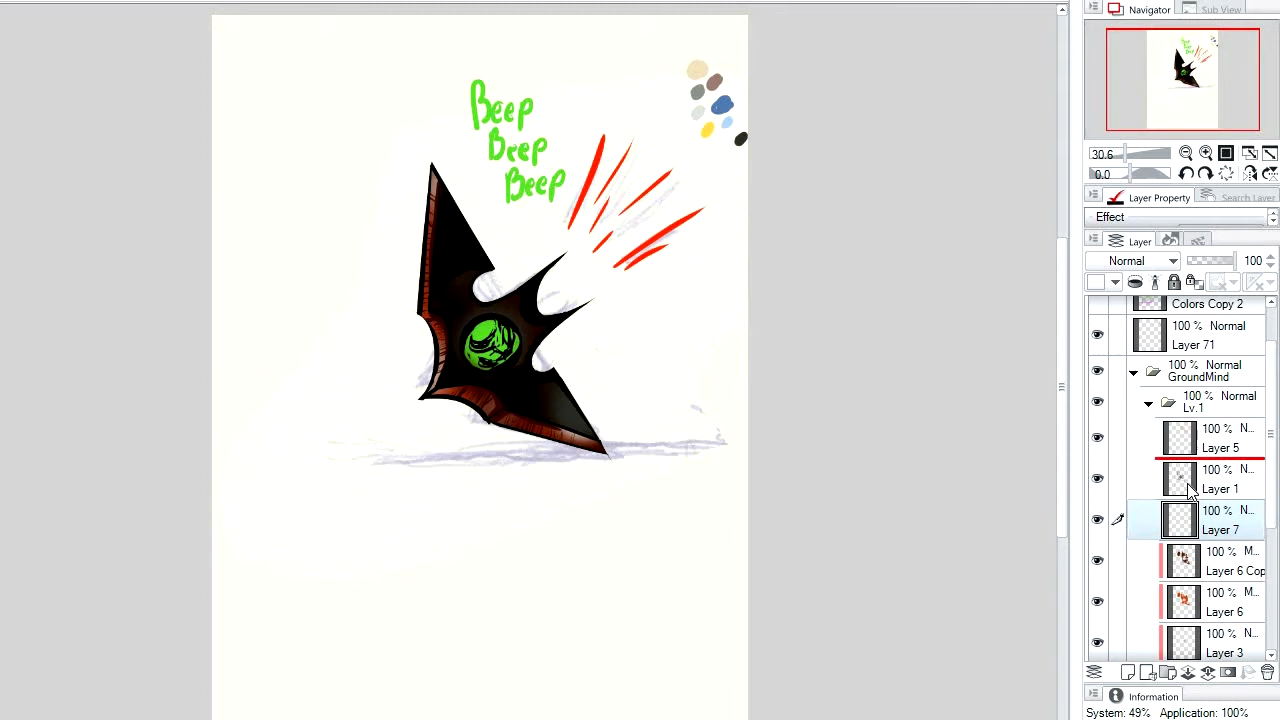 Navigator
Sub View
Beep
Beep
Beep
30.6
0.0
Layer Property
Search Layer
Effect
Layer
Normal
100
Colors Copy 2
100 % Normal
Layer 71
100 % Normal
GroundMind
100 % Normal
Lv.1
100 % N...
Layer 5
100 % N...
Layer 1
100 % N...
Layer 7
100 % M...
Layer 6 Cop
100 % M...
Layer 6
100 % N...
Layer 3
Information
System: 49% Application: 100%